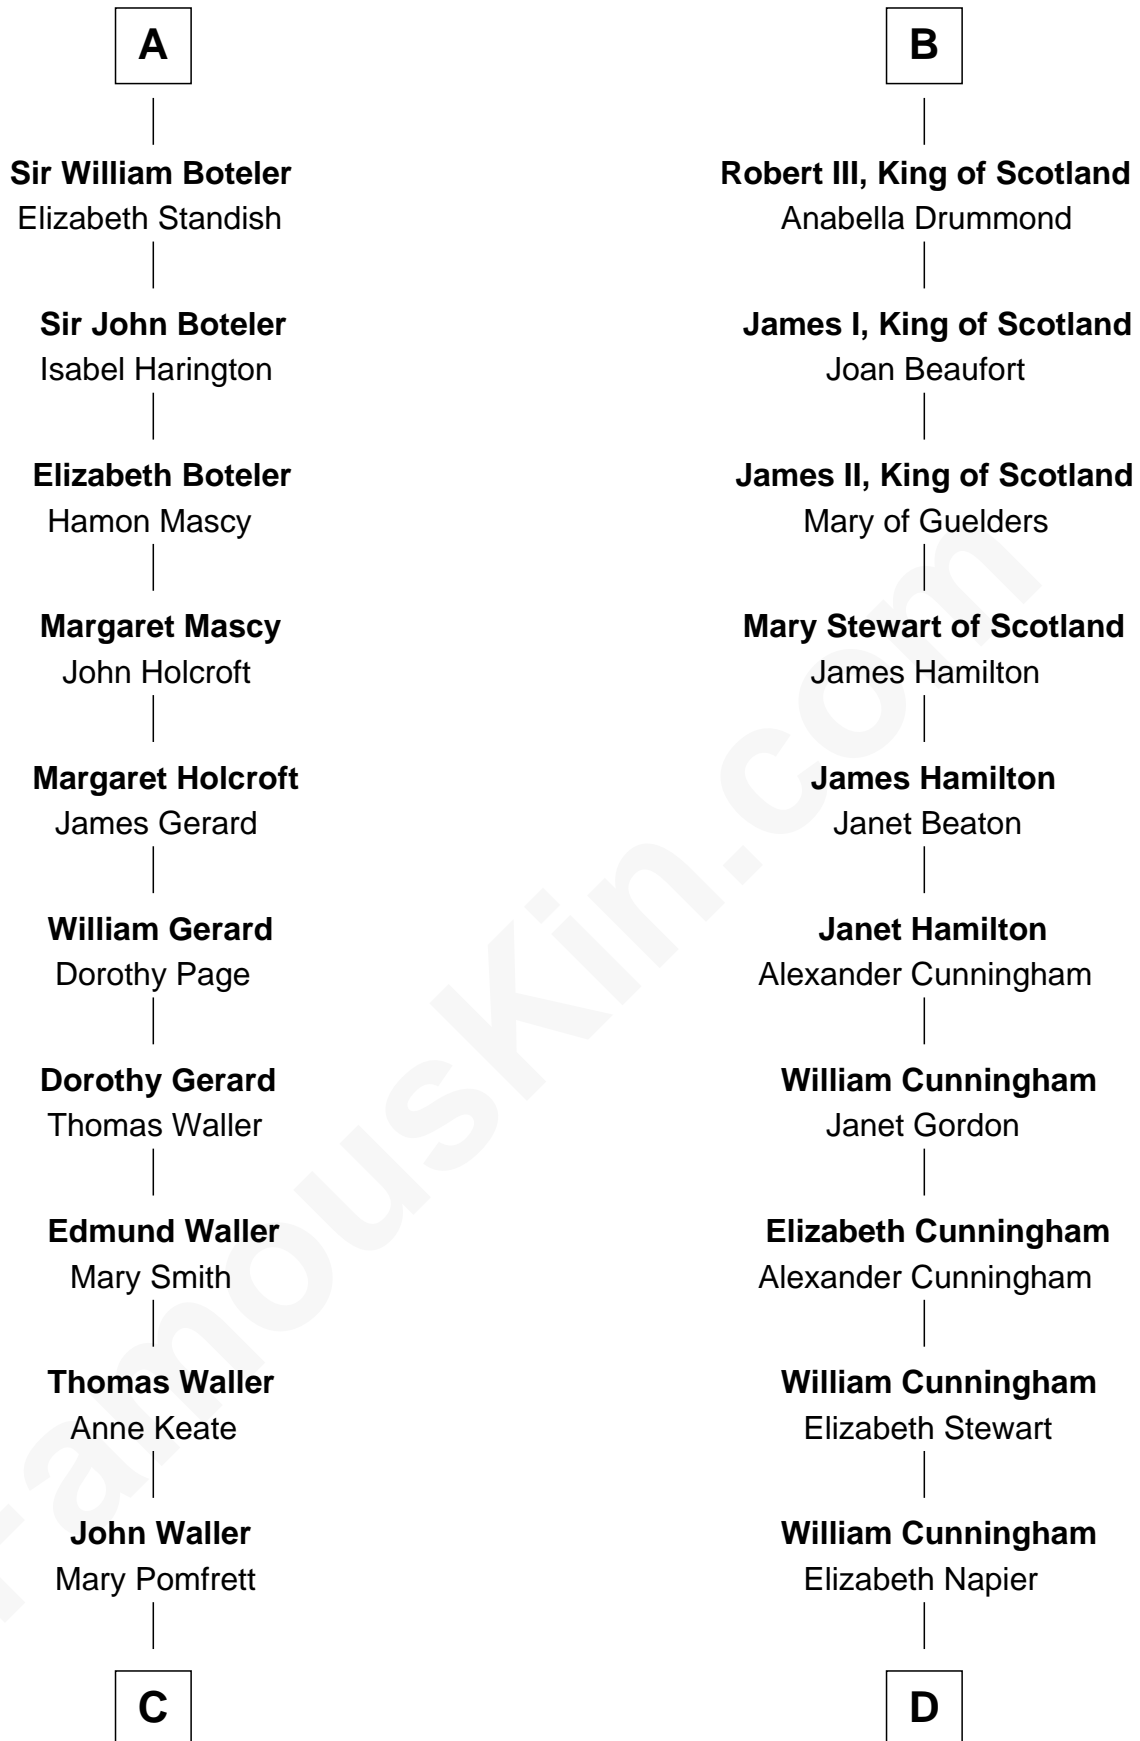 A
Sir William Boteler
Elizabeth Standish
Sir John Boteler
Isabel Harington
Elizabeth Boteler
Hamon Mascy
Margaret Mascy
John Holcroft
Margaret Holcroft
James Gerard
William Gerard
Dorothy Page
Dorothy Gerard
Thomas Waller
Edmund Waller
Mary Smith
Thomas Waller
Anne Keate
John Waller
Mary Pomfrett
C
B
Robert III, King of Scotland
Anabella Drummond
James I, King of Scotland
Joan Beaufort
James II, King of Scotland
Mary of Guelders
Mary Stewart of Scotland
James Hamilton
James Hamilton
Janet Beaton
Janet Hamilton
Alexander Cunningham
William Cunningham
Janet Gordon
Elizabeth Cunningham
Alexander Cunningham
William Cunningham
Elizabeth Stewart
William Cunningham
Elizabeth Napier
D
FamousKin.com